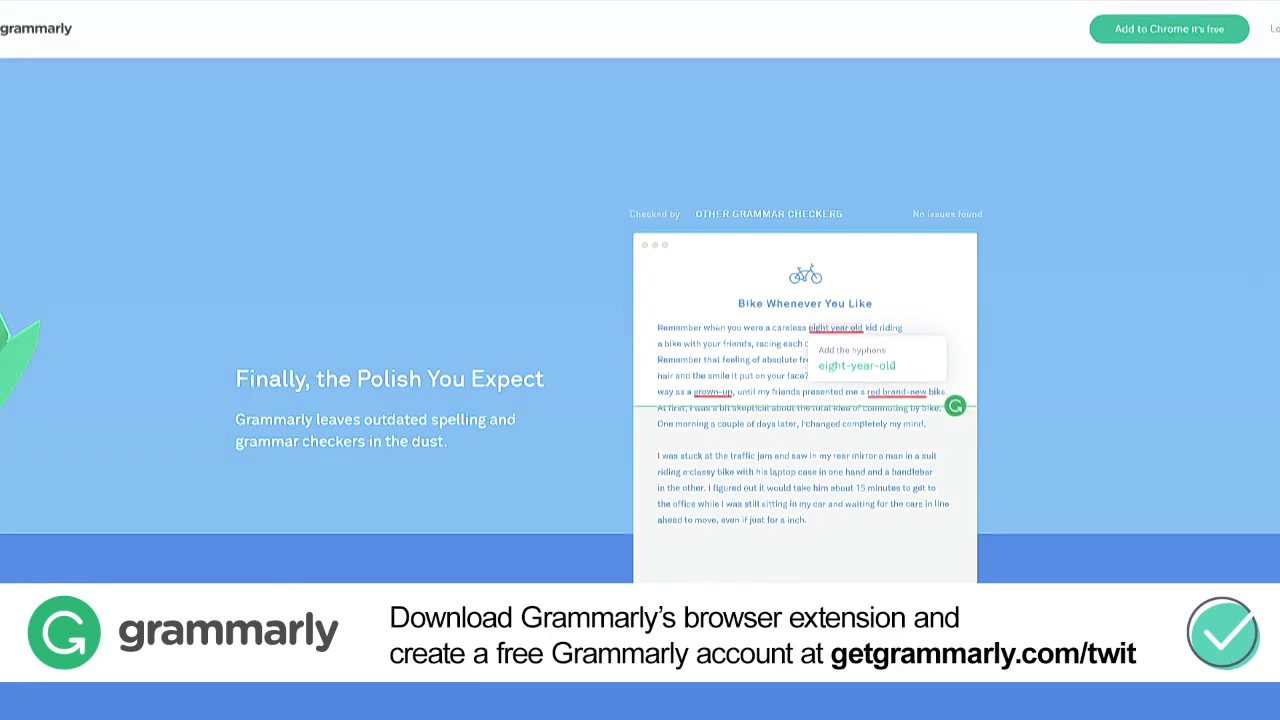 grammarly
Add to Chrome It's free
Lo
Checked by OTHER GRAMMAR CHECKERS No issues found
Bike Whenever You Like
Remember when you were a careless eight year old kid riding
a bike with your friends, racing each
Add the hyphens
Remember that feeling of absolute fre
eight-year-old
hair and the smile it put on your face?
way as a grown-up, until my friends presented me a red brand-new bike.
At first, I was a bit skeptical about the total idea of commuting by bike.
One morning a couple of days later, I changed completely my mind.
I was stuck at the traffic jam and saw in my rear mirror a man in a suit
riding a classy bike with his laptop case in one hand and a handlebar
in the other. I figured out it would take him about 15 minutes to get to
the office while I was still sitting in my car and waiting for the cars in line
ahead to move, even if just for a inch.
Finally, the Polish You Expect
Grammarly leaves outdated spelling and
grammar checkers in the dust.
grammarly
Download Grammarly's browser extension and
create a free Grammarly account at getgrammarly.com/twit